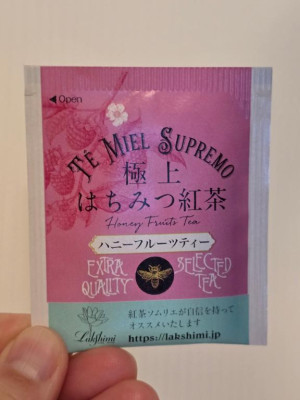 ◀Open
TÉ MIEL SUPREMO
極上
はちみつ紅茶
Honey Fruits Tea
ハニーフルーツティー
EXTRA SELECTED
QUALITY TEA
紅茶ソムリエが自信を持って
オススメいたします
Lakshimi
https://lakshimi.jp